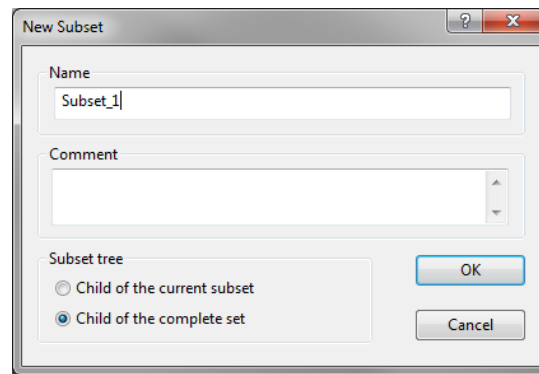 New Subset
Name
Subset_1
Comment
Subset tree
Child of the current subset
Child of the complete set
OK
Cancel